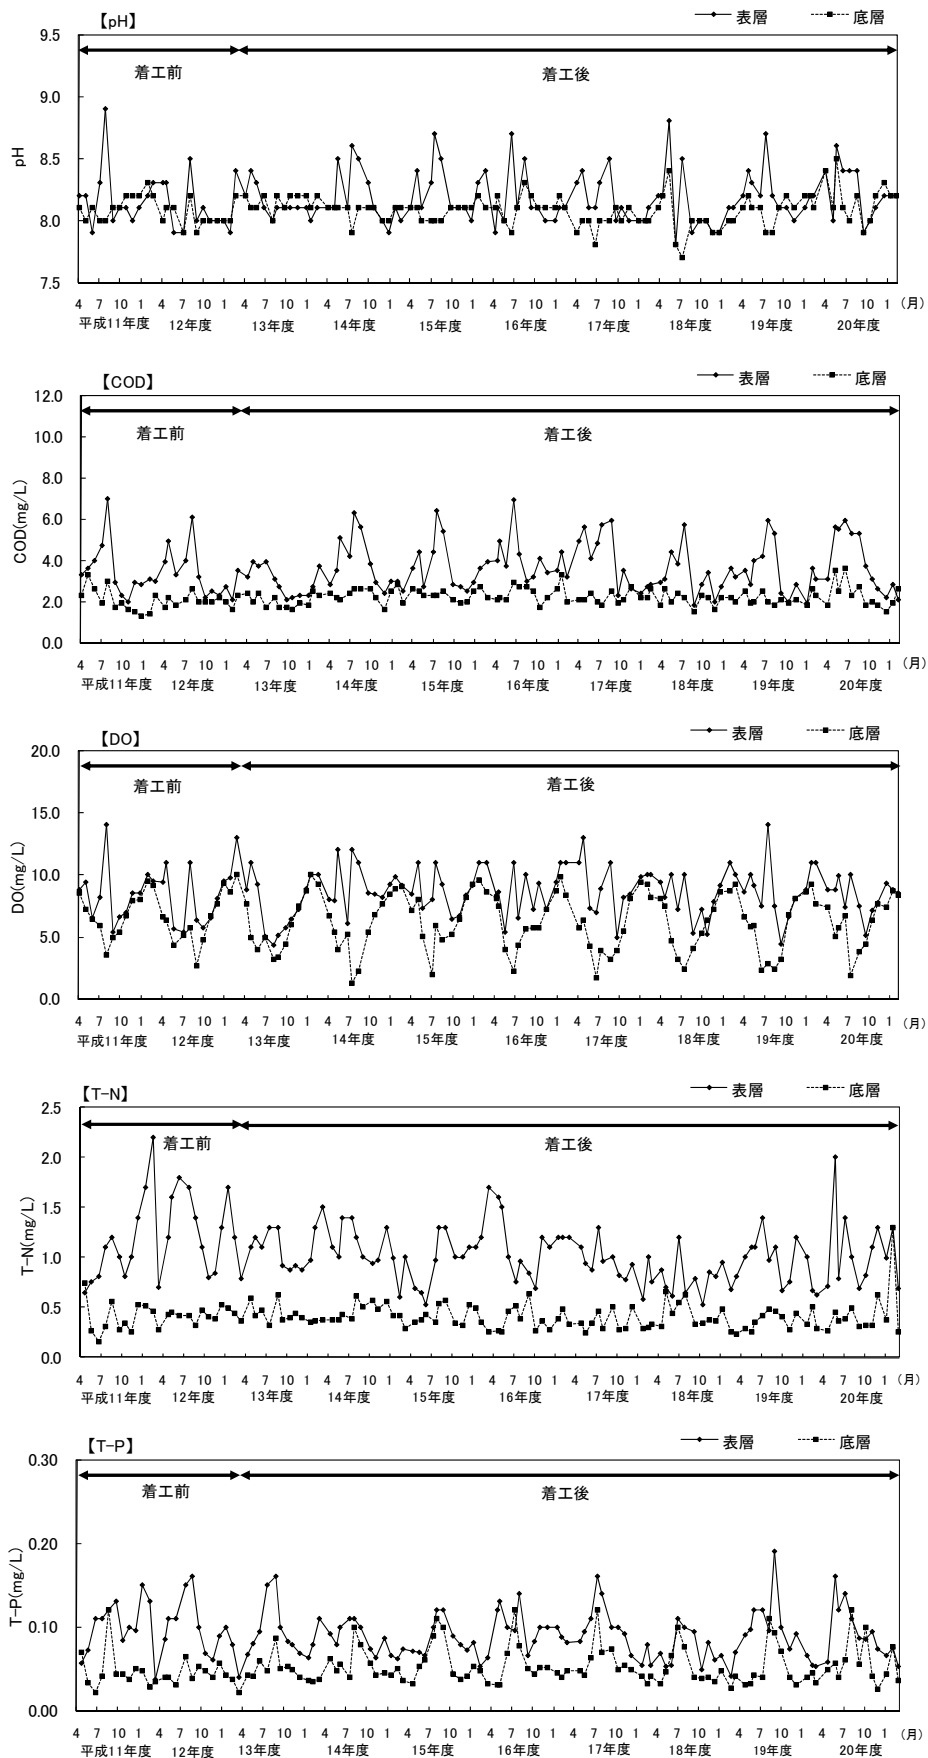 【pH】 表層 底層
9.5
9.0
8.5
8.0
7.5
pH
着工前 着工後
4 7 10 1 4 7 10 1 4 7 10 1 4 7 10 1 4 7 10 1 4 7 10 1 4 7 10 1 4 7 10 1 4 7 10 1 4 7 10 1 (月)
平成11年度 12年度 13年度 14年度 15年度 16年度 17年度 18年度 19年度 20年度
【COD】 表層 底層
12.0
10.0
8.0
6.0
4.0
2.0
0.0
COD(mg/L)
着工前 着工後
4 7 10 1 4 7 10 1 4 7 10 1 4 7 10 1 4 7 10 1 4 7 10 1 4 7 10 1 4 7 10 1 4 7 10 1 4 7 10 1 (月)
平成11年度 12年度 13年度 14年度 15年度 16年度 17年度 18年度 19年度 20年度
【DO】 表層 底層
20.0
15.0
10.0
5.0
0.0
DO(mg/L)
着工前 着工後
4 7 10 1 4 7 10 1 4 7 10 1 4 7 10 1 4 7 10 1 4 7 10 1 4 7 10 1 4 7 10 1 4 7 10 1 4 7 10 1 (月)
平成11年度 12年度 13年度 14年度 15年度 16年度 17年度 18年度 19年度 20年度
【T-N】 表層 底層
2.5
2.0
1.5
1.0
0.5
0.0
T-N(mg/L)
着工前 着工後
4 7 10 1 4 7 10 1 4 7 10 1 4 7 10 1 4 7 10 1 4 7 10 1 4 7 10 1 4 7 10 1 4 7 10 1 4 7 10 1 (月)
平成11年度 12年度 13年度 14年度 15年度 16年度 17年度 18年度 19年度 20年度
【T-P】 表層 底層
0.30
0.20
0.10
0.00
T-P(mg/L)
着工前 着工後
4 7 10 1 4 7 10 1 4 7 10 1 4 7 10 1 4 7 10 1 4 7 10 1 4 7 10 1 4 7 10 1 4 7 10 1 4 7 10 1 (月)
平成11年度 12年度 13年度 14年度 15年度 16年度 17年度 18年度 19年度 20年度